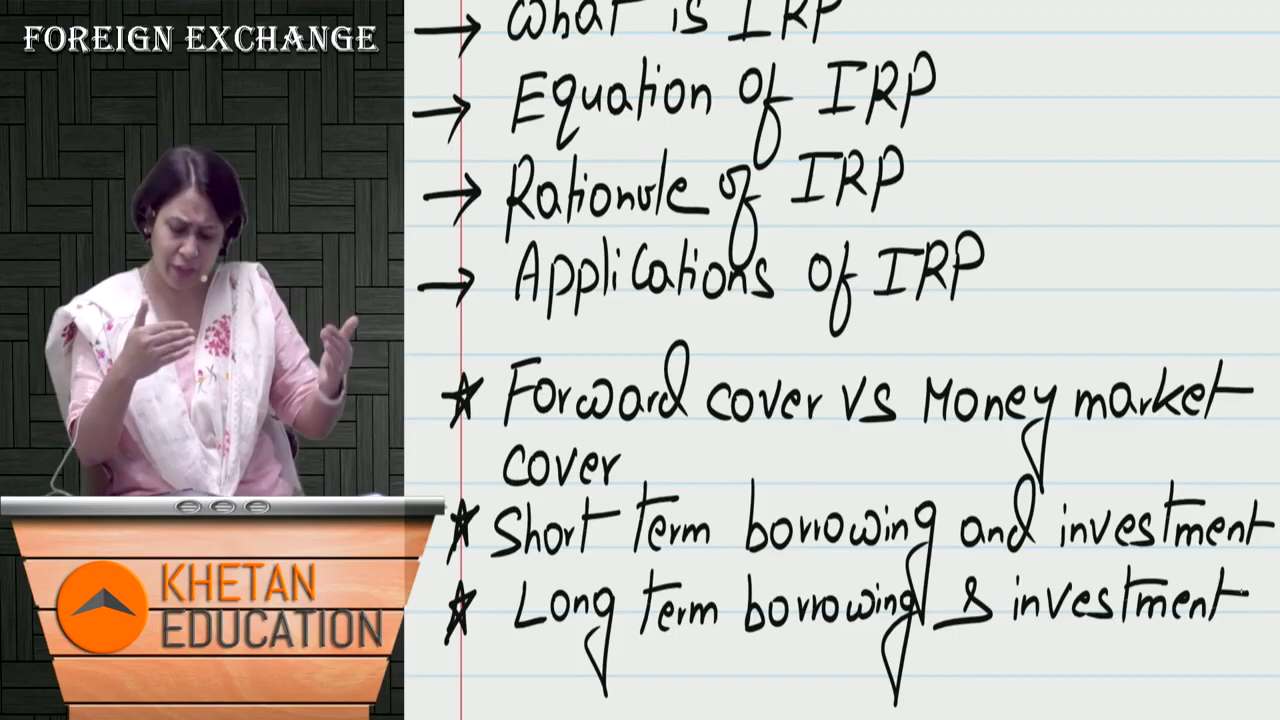 FOREIGN EXCHANGE
→ What is IRP
→ Equation of IRP
→ Rationale of IRP
→ Applications of IRP
★ Forward cover vs Money market
cover
★ Short term borrowing and investment
★ Long term borrowing & investment
KHETAN
EDUCATION